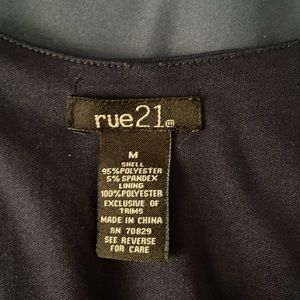 rue21
M
SHELL
95%POLYESTER
5%SPANDEX
LINING
100%POLYESTER
EXCLUSIVE OF
TRIMS
MADE IN CHINA
RN 70829
SEE REVERSE
FOR CARE